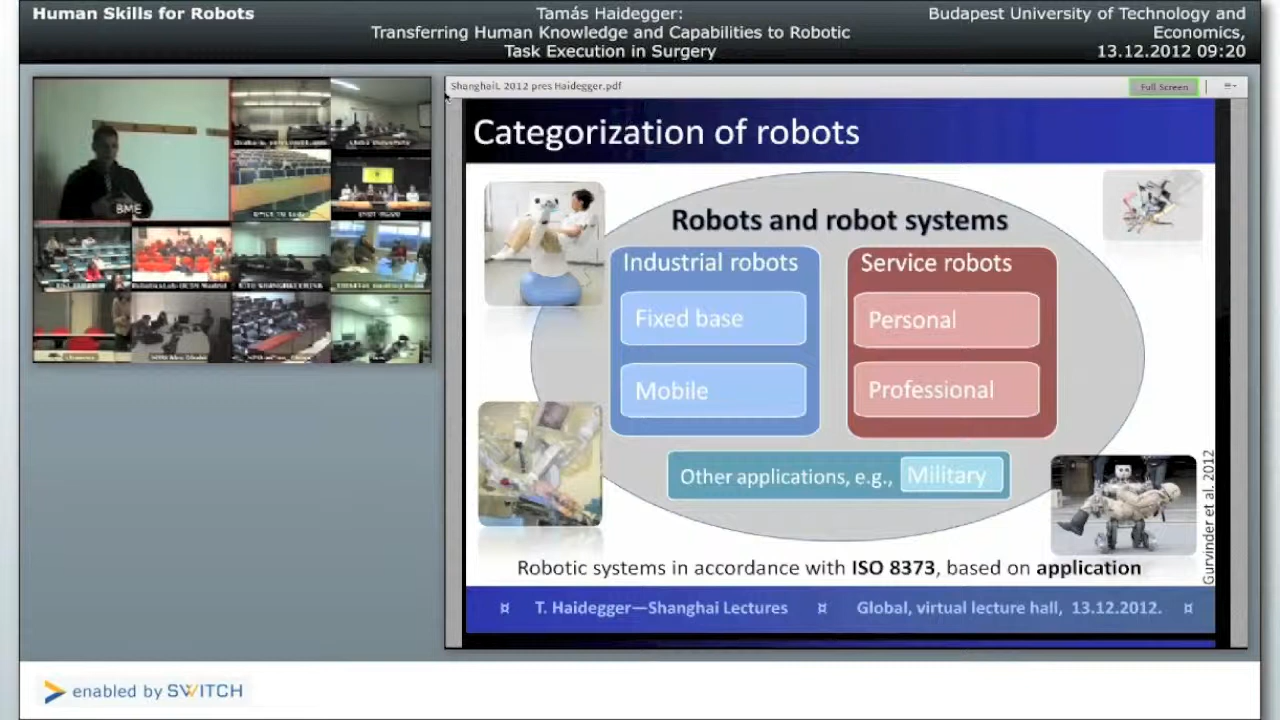 Human Skills for Robots
Tamás Haidegger:
Transferring Human Knowledge and Capabilities to Robotic
Task Execution in Surgery
Budapest University of Technology and
Economics,
13.12.2012 09:20
ShanghaiL 2012 pres Haidegger.pdf
Full Screen
BME
Categorization of robots
Robots and robot systems
Industrial robots
Fixed base
Mobile
Service robots
Personal
Professional
Other applications, e.g., Military
Gurvinder et al. 2012
Robotic systems in accordance with ISO 8373, based on application
¤ T. Haidegger—Shanghai Lectures ¤ Global, virtual lecture hall, 13.12.2012. ¤
enabled by SWITCH